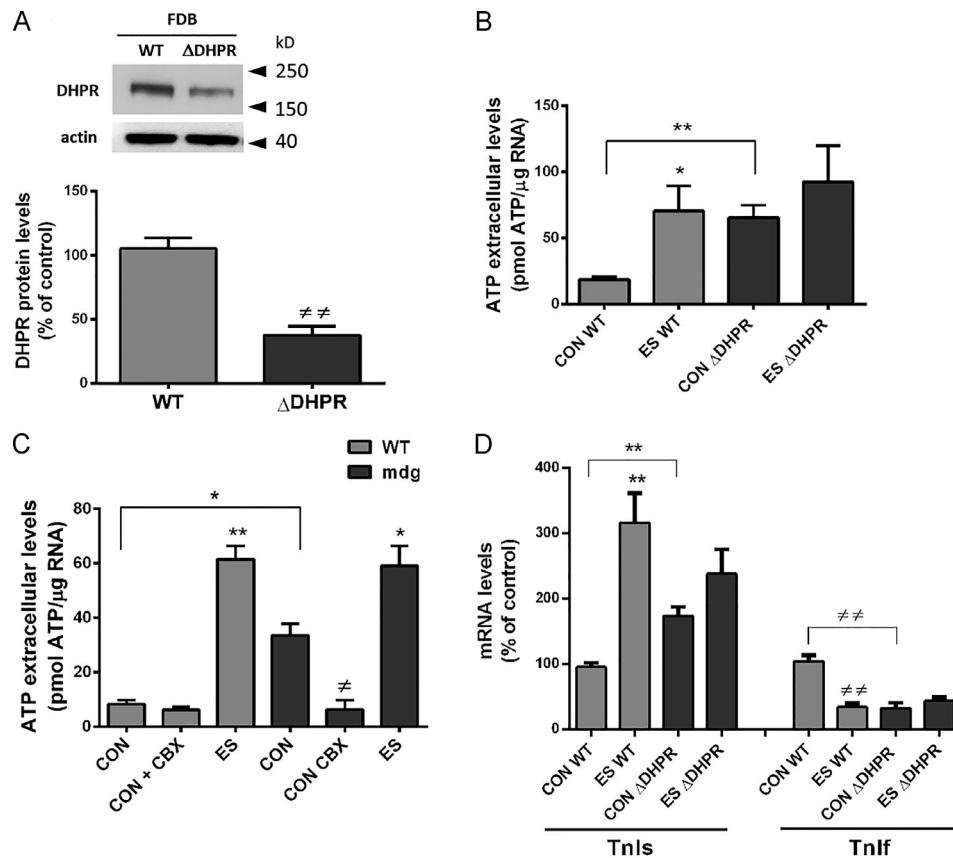 A
FDB
WT ΔDHPR
kD
250
DHPR
150
actin
40
DHPR protein levels
(% of control)
150
100
50
0
≠ ≠
WT
ΔDHPR
B
ATP extracellular levels
(pmol ATP/µg RNA)
150
100
50
0
**
*
CON WT
ES WT
CON ΔDHPR
ES ΔDHPR
C
WT
mdg
ATP extracellular levels
(pmol ATP/µg RNA)
80
60
40
20
0
*
**
≠
*
CON
CON + CBX
ES
CON
CON CBX
ES
D
mRNA levels
(% of control)
400
300
200
100
0
**
**
≠ ≠
≠ ≠
CON WT
ES WT
CON ΔDHPR
ES ΔDHPR
CON WT
ES WT
CON ΔDHPR
ES ΔDHPR
TnIs
TnIf